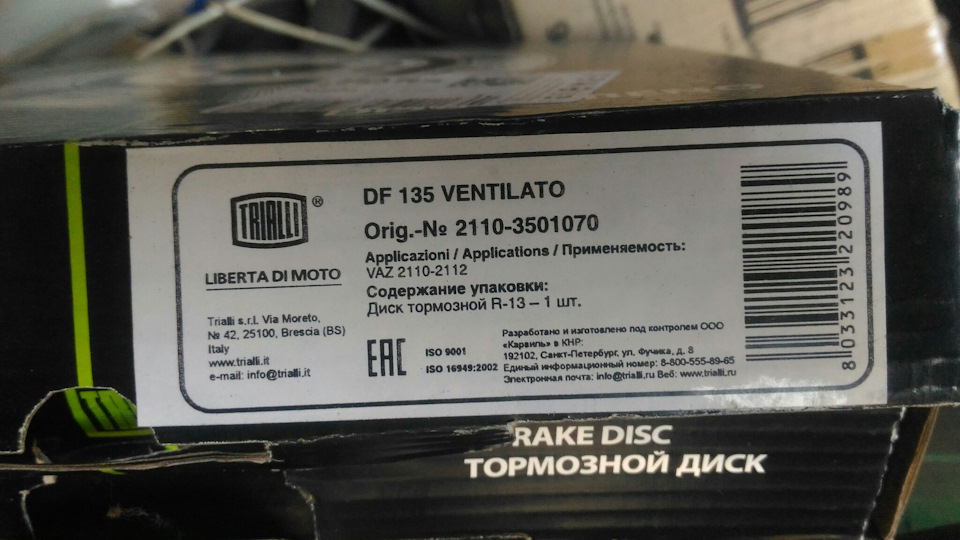 TRIALLI®
LIBERTA DI MOTO
Trialli s.r.l. Via Moreto,
№ 42, 25100, Brescia (BS)
Italy
www.trialli.it
e-mail: info@trialli.it
DF 135 VENTILATO
Orig.-№ 2110-3501070
Applicazioni / Applications / Применяемость:
VAZ 2110-2112
Содержание упаковки:
Диск тормозной R-13 – 1 шт.
EAC
ISO 9001
ISO 16949:2002
Разработано и изготовлено под контролем ООО
«Карвиль» в КНР:
192102, Санкт-Петербург, ул. Фучика, д. 8
Единый информационный номер: 8-800-555-89-65
Электронная почта: info@trialli.ru Веб: www.trialli.ru
8 033123 220989
RAKE DISC
ТОРМОЗНОЙ ДИСК